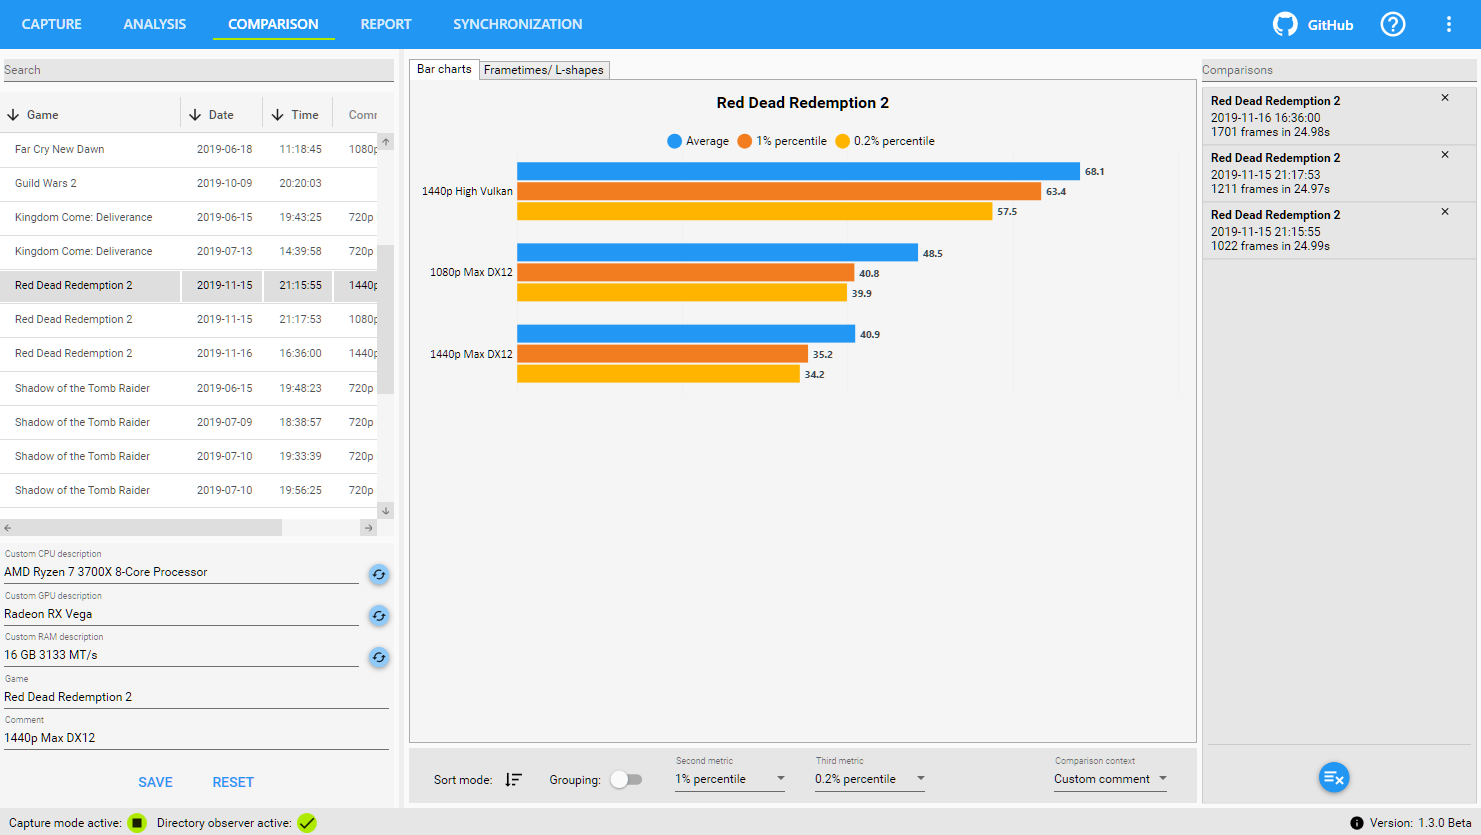 CAPTURE ANALYSIS COMPARISON REPORT SYNCHRONIZATION GitHub
Search
Game Date Time Comm
Far Cry New Dawn 2019-06-18 11:18:45 1080p
Guild Wars 2 2019-10-09 20:20:03
Kingdom Come: Deliverance 2019-06-15 19:43:25 720p
Kingdom Come: Deliverance 2019-07-13 14:39:58 720p
Red Dead Redemption 2 2019-11-15 21:15:55 1440p
Red Dead Redemption 2 2019-11-15 21:17:53 1080p
Red Dead Redemption 2 2019-11-16 16:36:00 1440p
Shadow of the Tomb Raider 2019-06-15 19:48:23 720p
Shadow of the Tomb Raider 2019-07-09 18:38:57 720p
Shadow of the Tomb Raider 2019-07-10 19:33:39 720p
Shadow of the Tomb Raider 2019-07-10 19:56:25 720p
Custom CPU description
AMD Ryzen 7 3700X 8-Core Processor
Custom GPU description
Radeon RX Vega
Custom RAM description
16 GB 3133 MT/s
Game
Red Dead Redemption 2
Comment
1440p Max DX12
SAVE RESET
Bar charts Frametimes/ L-shapes
Red Dead Redemption 2
Average 1% percentile 0.2% percentile
68.1
1440p High Vulkan 63.4
57.5
48.5
1080p Max DX12 40.8
39.9
40.9
1440p Max DX12 35.2
34.2
Sort mode: Grouping:
Second metric
1% percentile
Third metric
0.2% percentile
Comparison context
Custom comment
Comparisons
Red Dead Redemption 2
2019-11-16 16:36:00
1701 frames in 24.98s
Red Dead Redemption 2
2019-11-15 21:17:53
1211 frames in 24.97s
Red Dead Redemption 2
2019-11-15 21:15:55
1022 frames in 24.99s
Capture mode active: Directory observer active: Version: 1.3.0 Beta